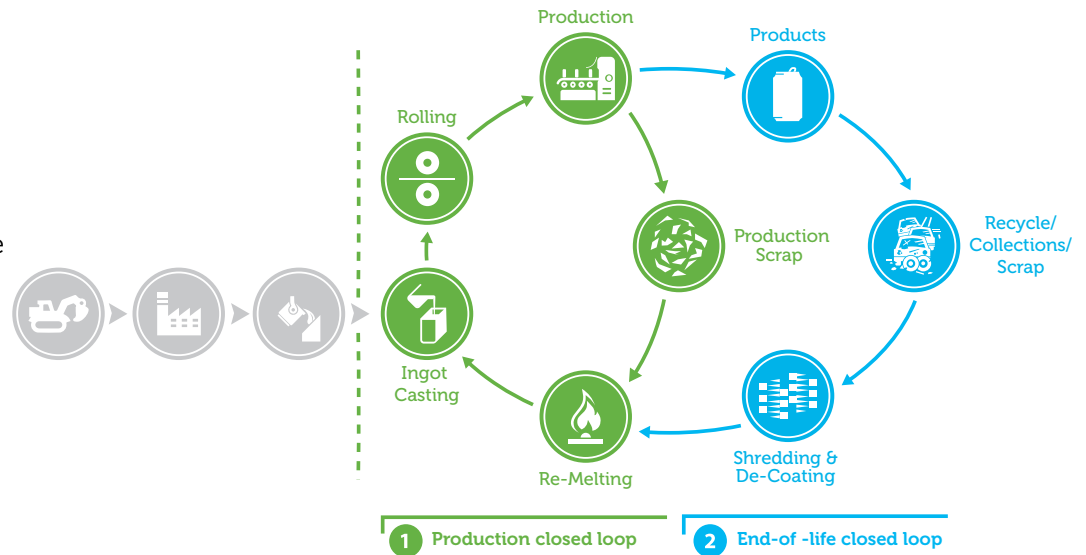 Production
Products
Rolling
e
Production
Scrap
Recycle/
Collections/
Scrap
Ingot
Casting
Re-Melting
Shredding &
De-Coating
1 Production closed loop
2 End-of -life closed loop